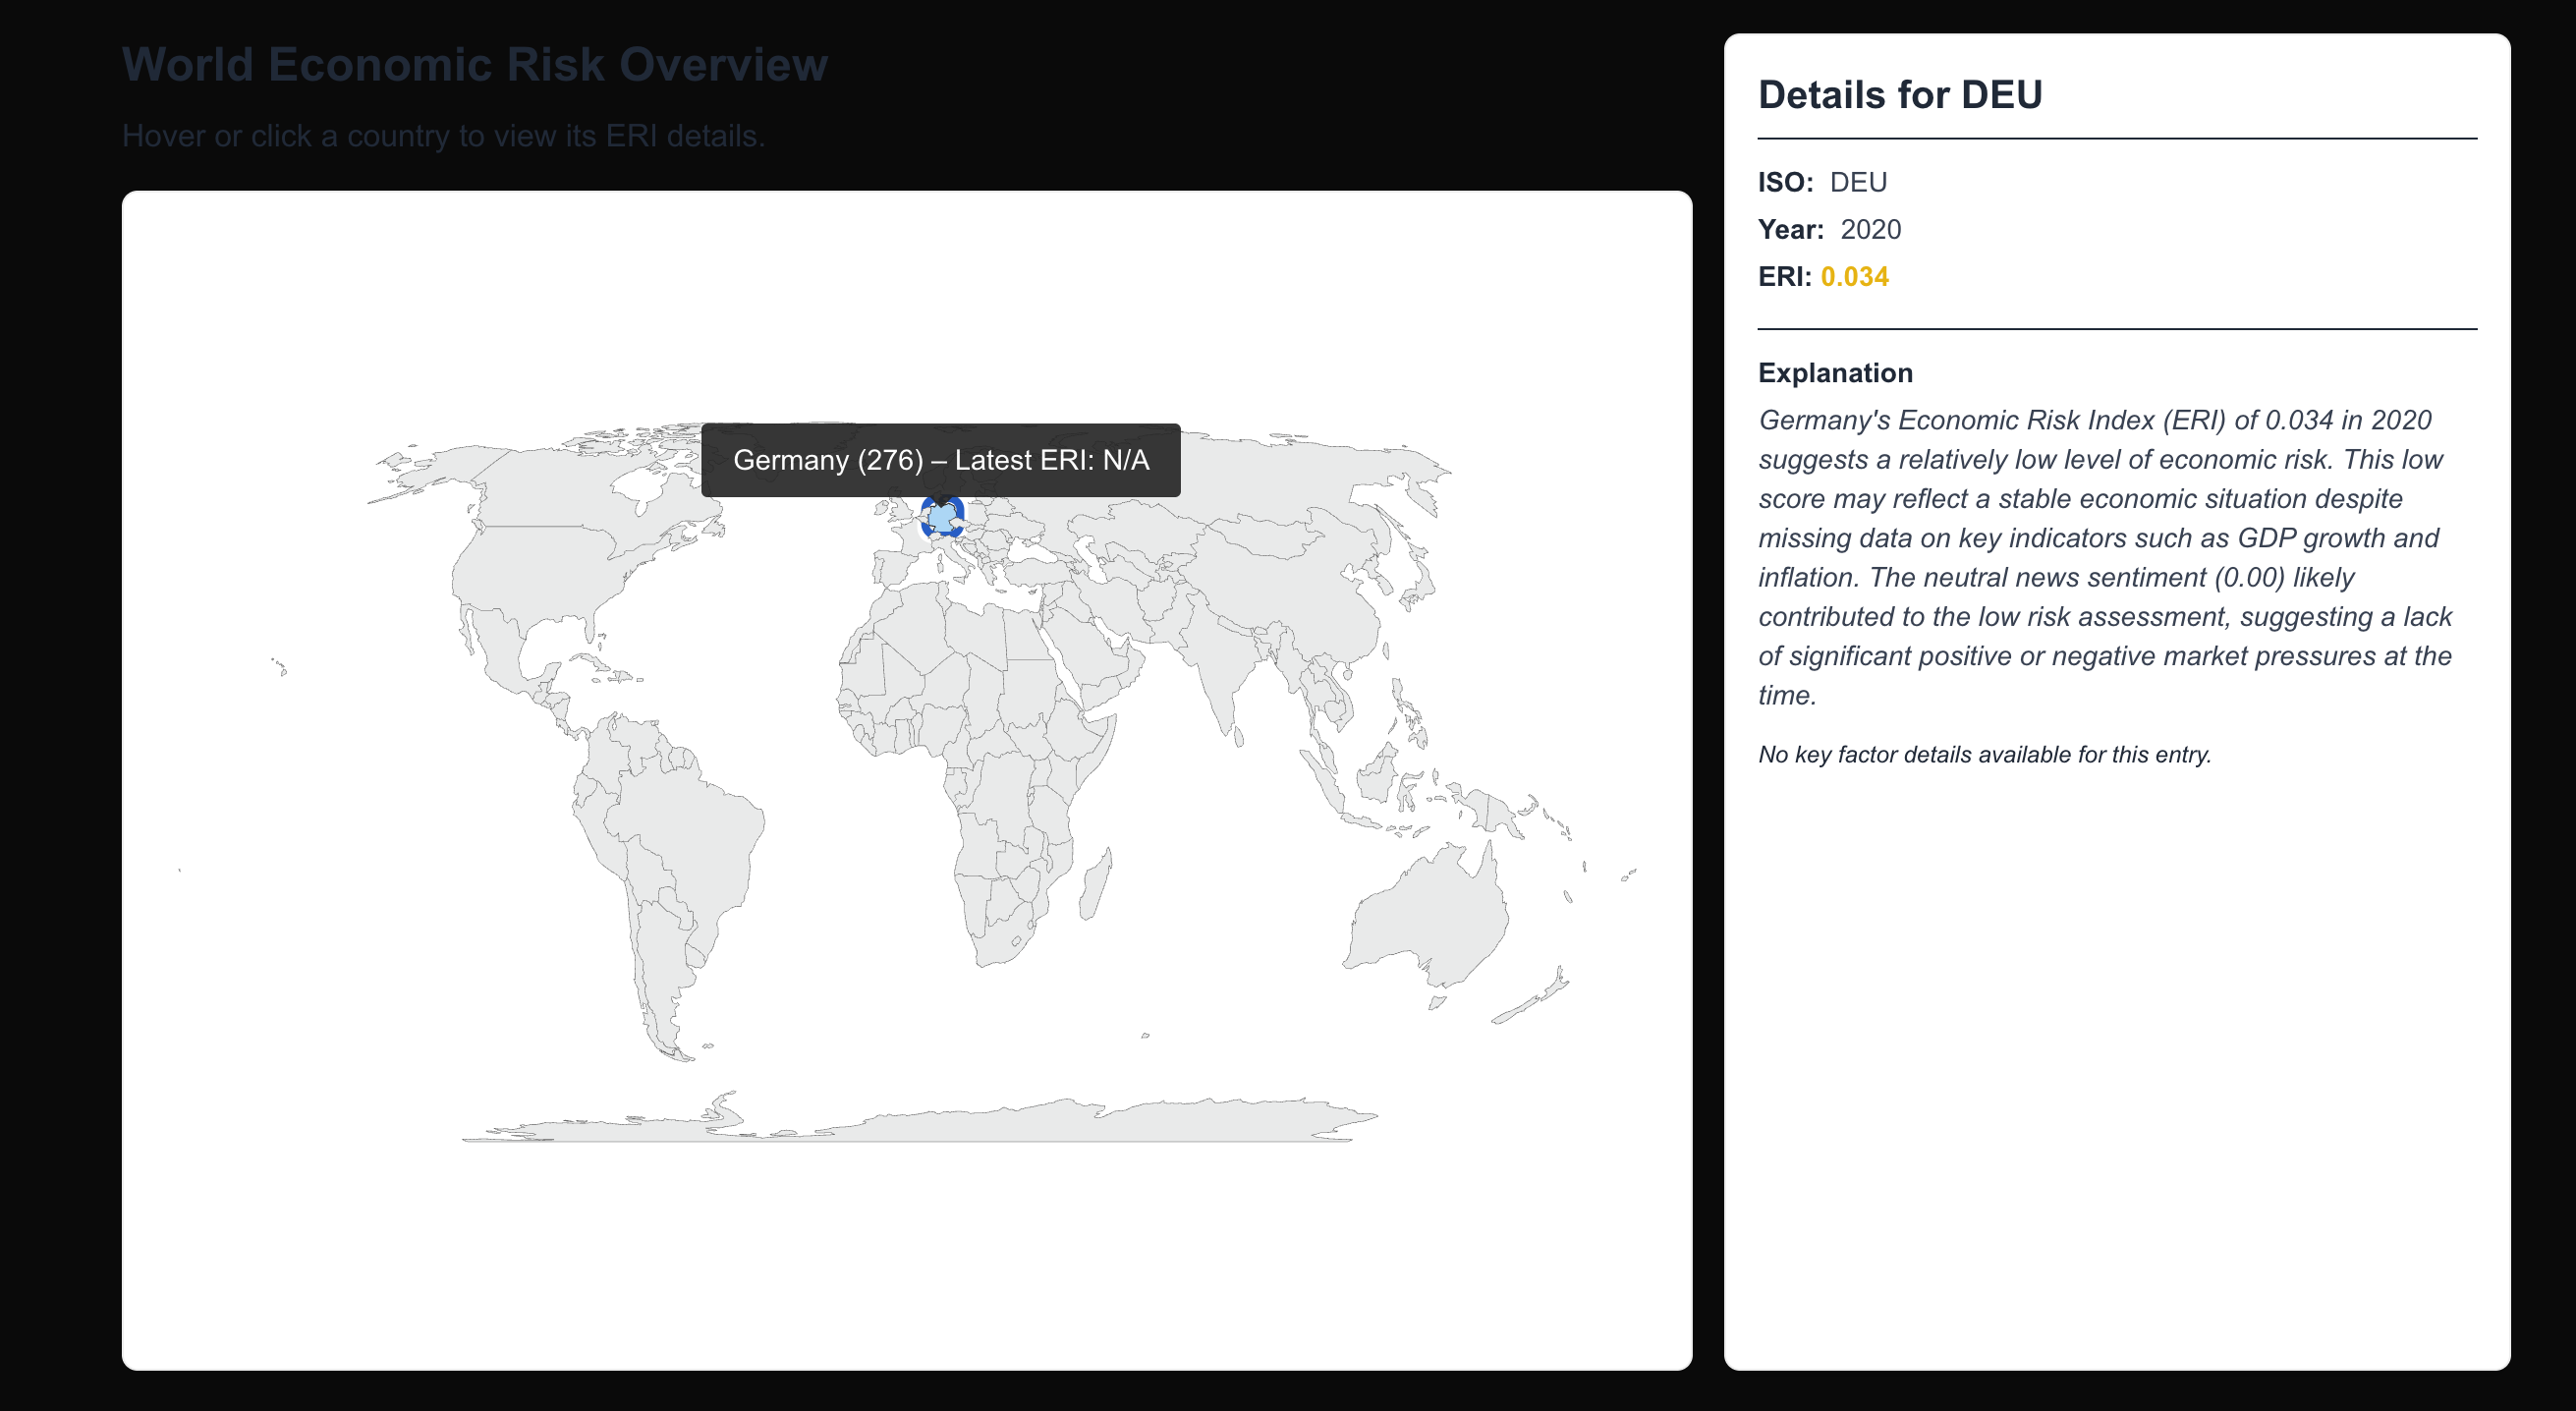 World Economic Risk Overview
Hover or click a country to view its ERI details.
Germany (276) – Latest ERI: N/A
Details for DEU
ISO: DEU
Year: 2020
ERI: 0.034
Explanation
Germany's Economic Risk Index (ERI) of 0.034 in 2020
suggests a relatively low level of economic risk. This low
score may reflect a stable economic situation despite
missing data on key indicators such as GDP growth and
inflation. The neutral news sentiment (0.00) likely
contributed to the low risk assessment, suggesting a lack
of significant positive or negative market pressures at the
time.
No key factor details available for this entry.